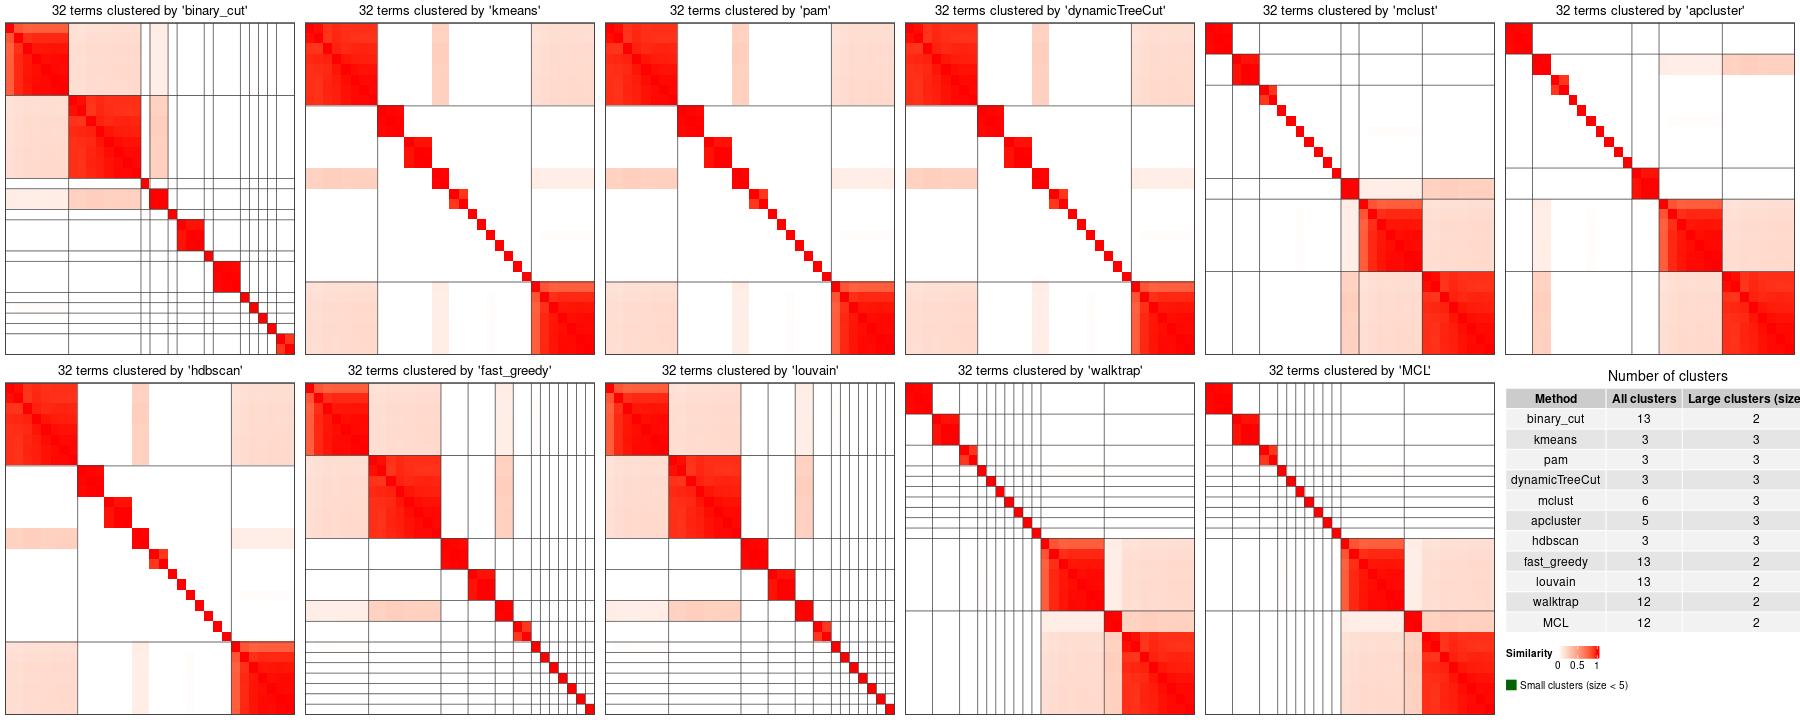 32 terms clustered by 'binary_cut'
32 terms clustered by 'kmeans'
32 terms clustered by 'pam'
32 terms clustered by 'dynamicTreeCut'
32 terms clustered by 'mclust'
32 terms clustered by 'apcluster'
32 terms clustered by 'hdbscan'
32 terms clustered by 'fast_greedy'
32 terms clustered by 'louvain'
32 terms clustered by 'walktrap'
32 terms clustered by 'MCL'
Number of clusters
Method All clusters Large clusters (size
binary_cut 13 2
kmeans 3 3
pam 3 3
dynamicTreeCut 3 3
mclust 6 3
apcluster 5 3
hdbscan 3 3
fast_greedy 13 2
louvain 13 2
walktrap 12 2
MCL 12 2
Similarity
0 0.5 1
Small clusters (size < 5)